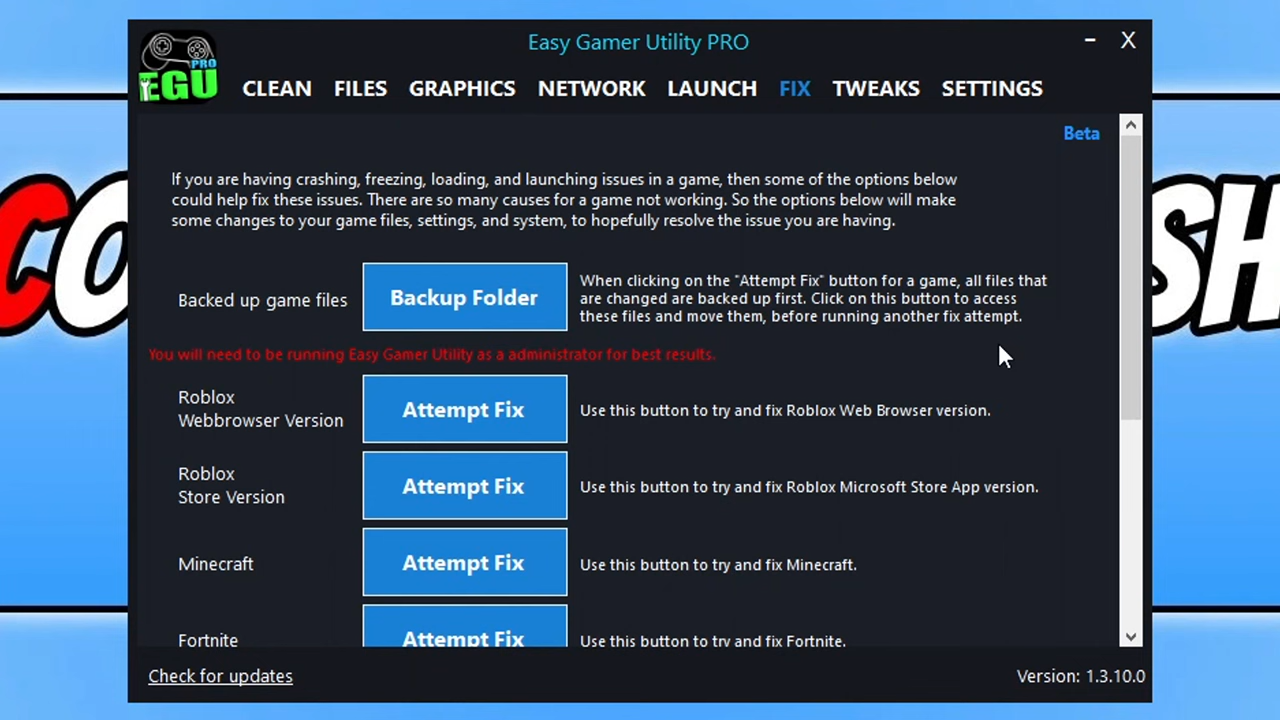 Easy Gamer Utility PRO
PRO
EGU
CLEAN FILES GRAPHICS NETWORK LAUNCH FIX TWEAKS SETTINGS
Beta
If you are having crashing, freezing, loading, and launching issues in a game, then some of the options below
could help fix these issues. There are so many causes for a game not working. So the options below will make
some changes to your game files, settings, and system, to hopefully resolve the issue you are having.
Backed up game files
Backup Folder
When clicking on the "Attempt Fix" button for a game, all files that
are changed are backed up first. Click on this button to access
these files and move them, before running another fix attempt.
You will need to be running Easy Gamer Utility as a administrator for best results.
Roblox
Webbrowser Version
Attempt Fix
Use this button to try and fix Roblox Web Browser version.
Roblox
Store Version
Attempt Fix
Use this button to try and fix Roblox Microsoft Store App version.
Minecraft
Attempt Fix
Use this button to try and fix Minecraft.
Fortnite
Attempt Fix
Use this button to try and fix Fortnite.
Check for updates
Version: 1.3.10.0
CO
SH